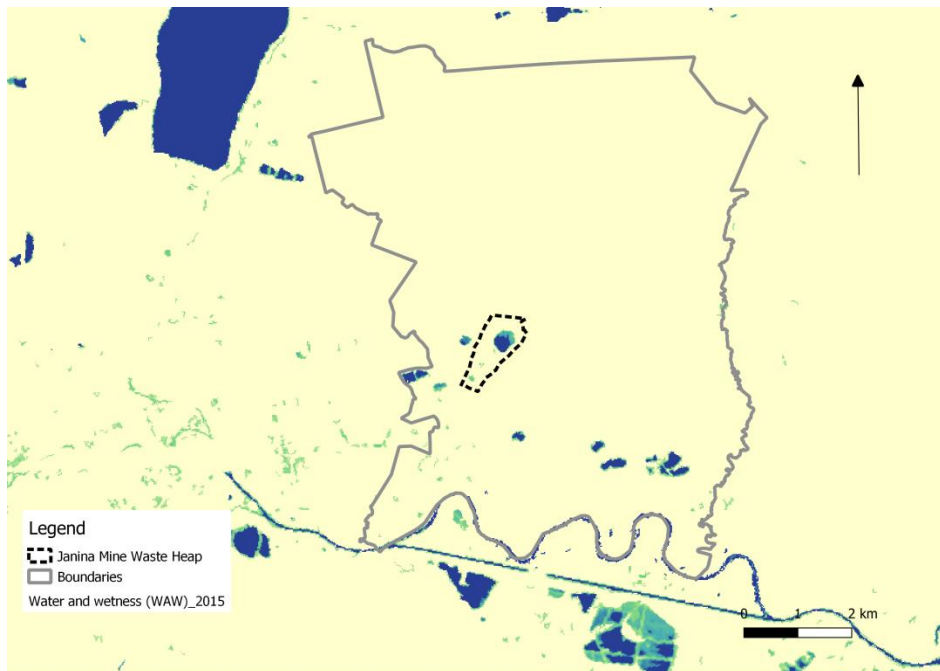 Legend
Janina Mine Waste Heap
Boundaries
Water and wetness (WAW)_2015
0 1 2 km